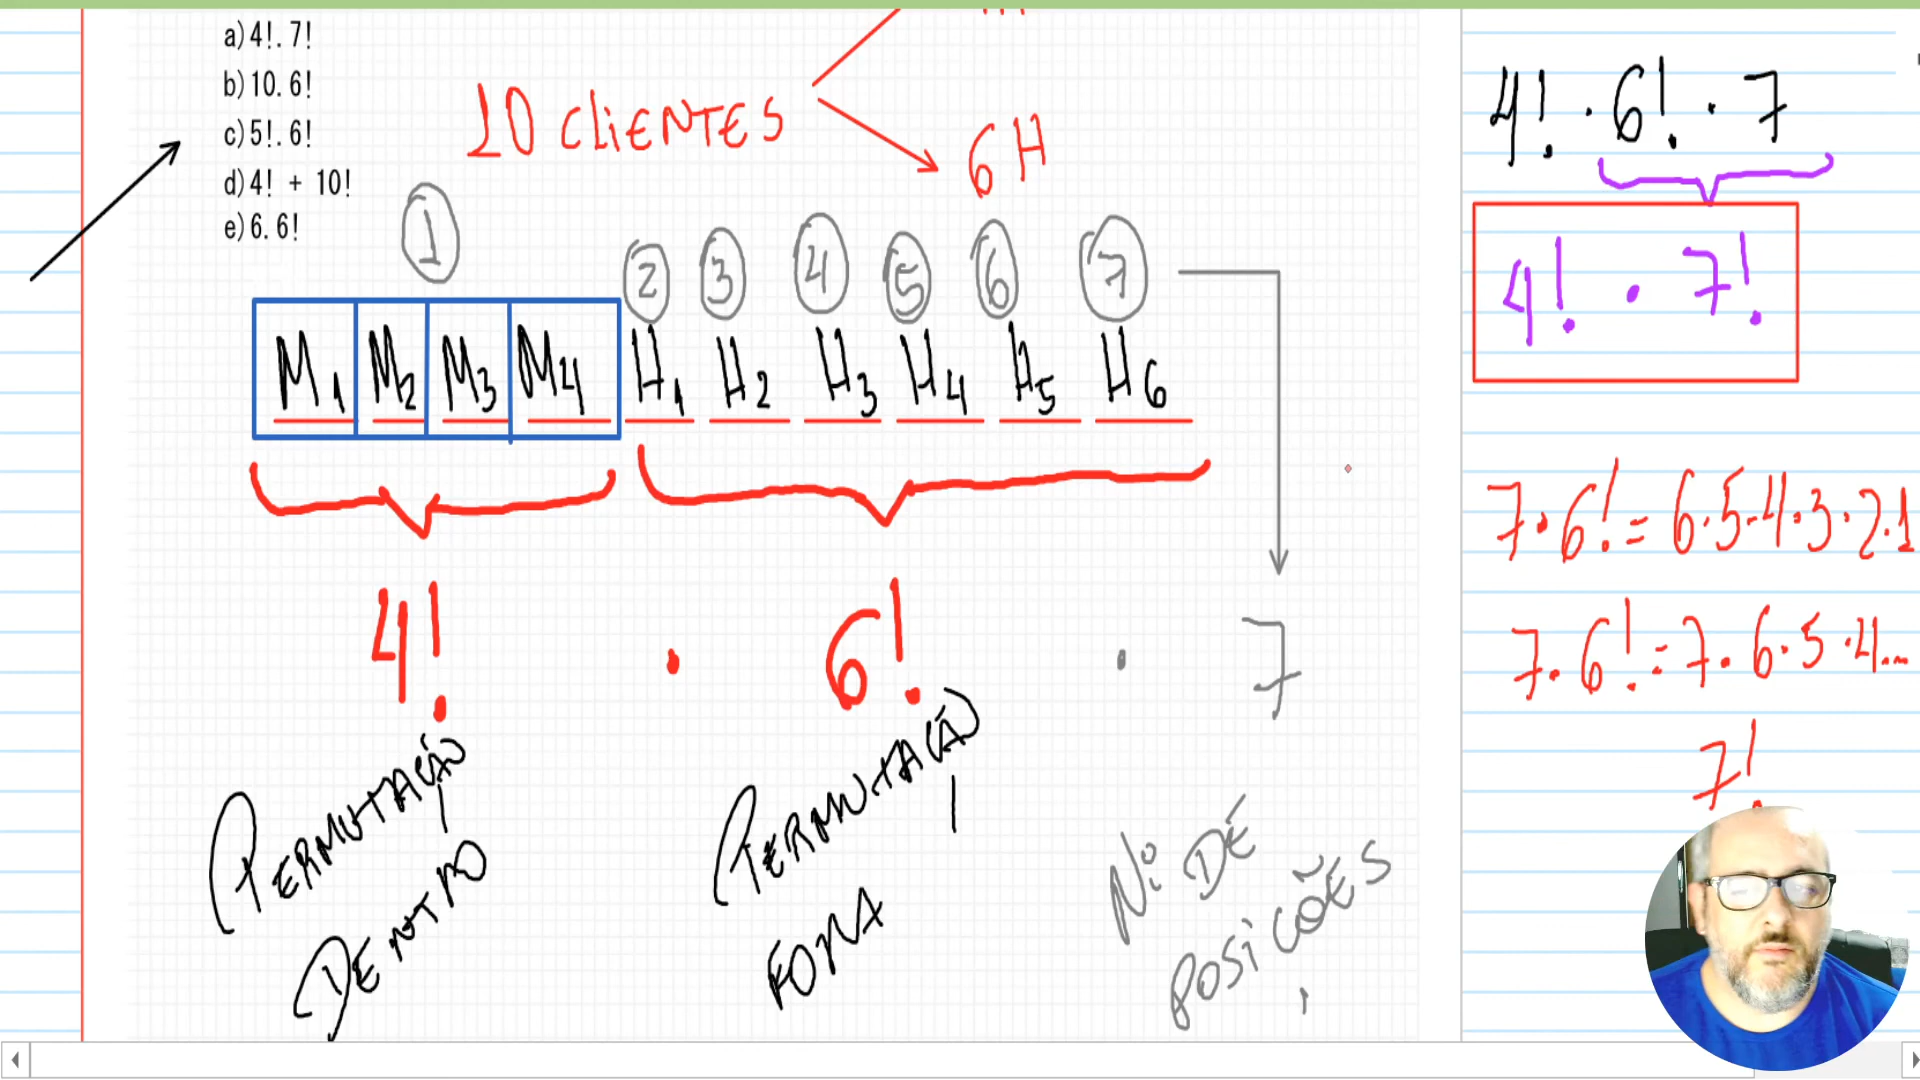 a) 4!. 7!
b) 10. 6!
c) 5!. 6!
d) 4! + 10!
e) 6. 6!
10 CLIENTES
6 H
1 2 3 4 5 6 7
M1 M2 M3 M4 H1 H2 H3 H4 H5 H6
4! · 6! · 7
PERMUTAÇÃO
DENTRO
PERMUTAÇÃO
FORA
Nº DE
POSIÇÕES
4! · 6! · 7
4! · 7!
7·6! = 6·5·4·3·2·1
7·6! = 7·6·5·4...
7!